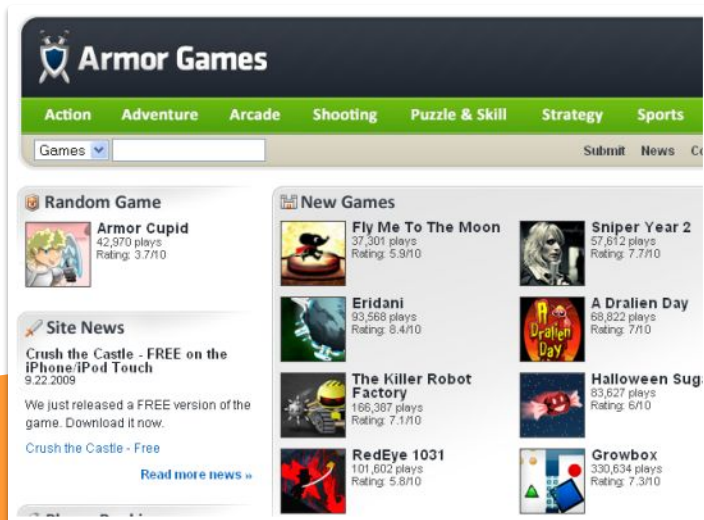 Armor Games
Action Adventure Arcade Shooting Puzzle & Skill Strategy Sports
Games
Submit News
Random Game
Armor Cupid
42,970 plays
Rating: 3.7/10
Site News
Crush the Castle - FREE on the
iPhone/iPod Touch
9.22.2009
We just released a FREE version of the
game. Download it now.
Crush the Castle - Free
Read more news »
New Games
Fly Me To The Moon
37,301 plays
Rating: 5.9/10
Sniper Year 2
57,612 plays
Rating: 7.7/10
Eridani
93,568 plays
Rating: 8.4/10
A Dralien Day
A Dralien Day
68,822 plays
Rating: 7/10
The Killer Robot
Factory
166,387 plays
Rating: 7.1/10
Halloween
83,627 plays
Rating: 6/10
RedEye 1031
101,602 plays
Rating: 5.8/10
Growbox
330,634 plays
Rating: 7.3/10